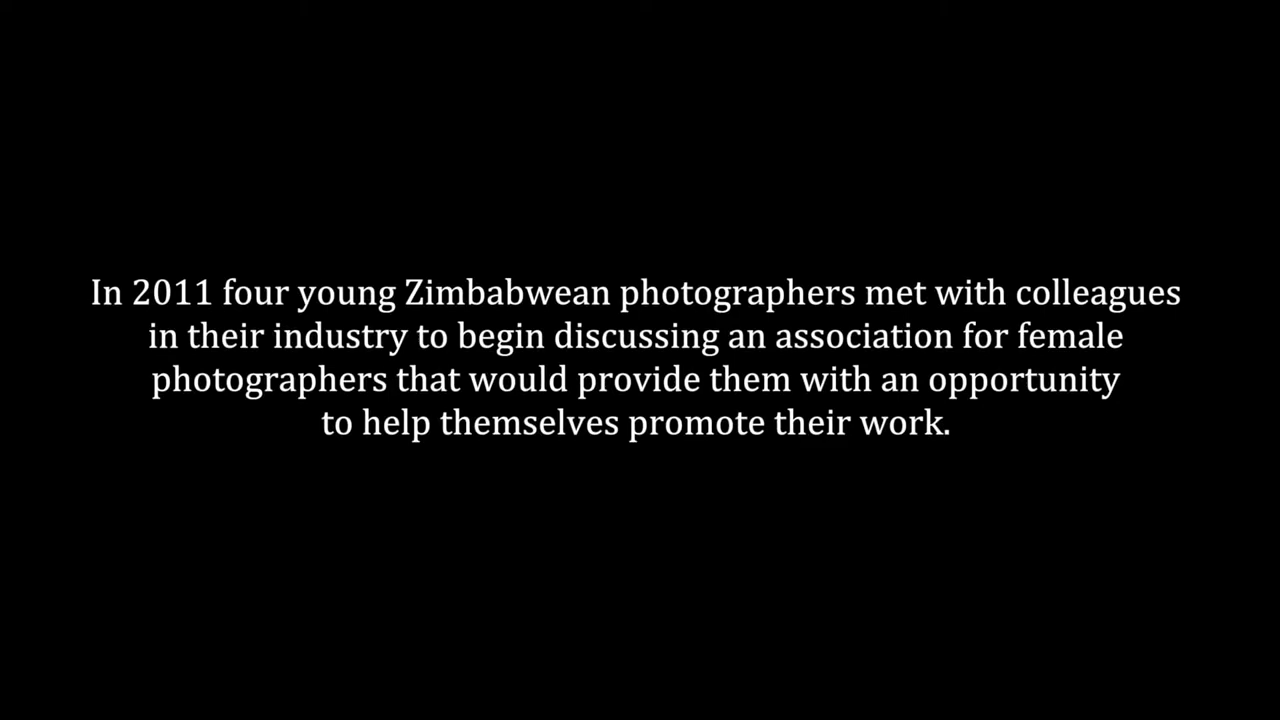 In 2011 four young Zimbabwean photographers met with colleagues
in their industry to begin discussing an association for female
photographers that would provide them with an opportunity
to help themselves promote their work.